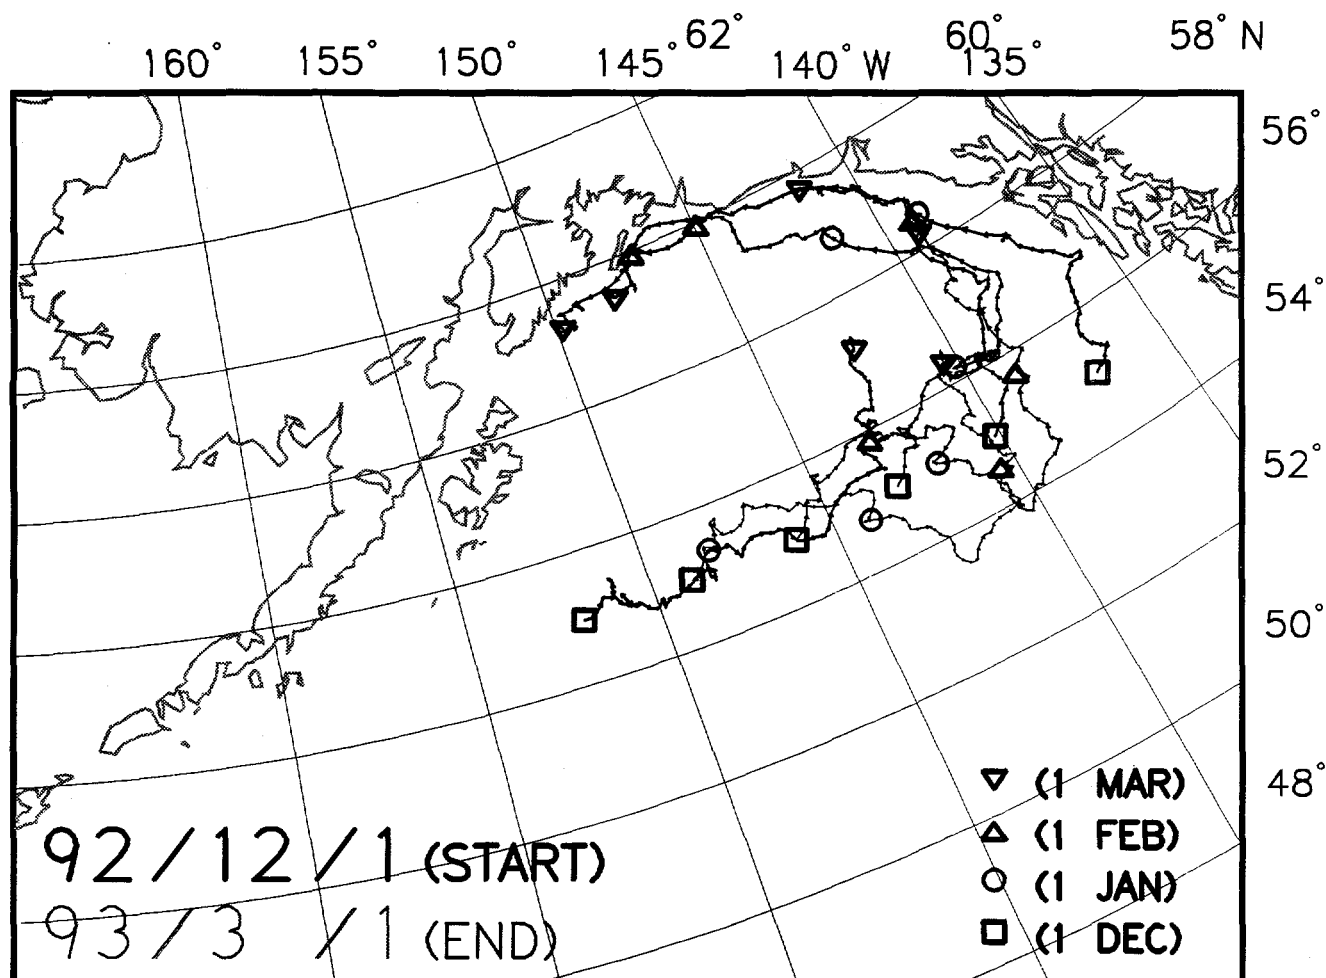 62° 60° 58° N
160° 155° 150° 145° 140° W 135°
56°
54°
52°
50°
48°
▽ (1 MAR)
△ (1 FEB)
○ (1 JAN)
□ (1 DEC)
92/12/1 (START)
93/3 /1 (END)